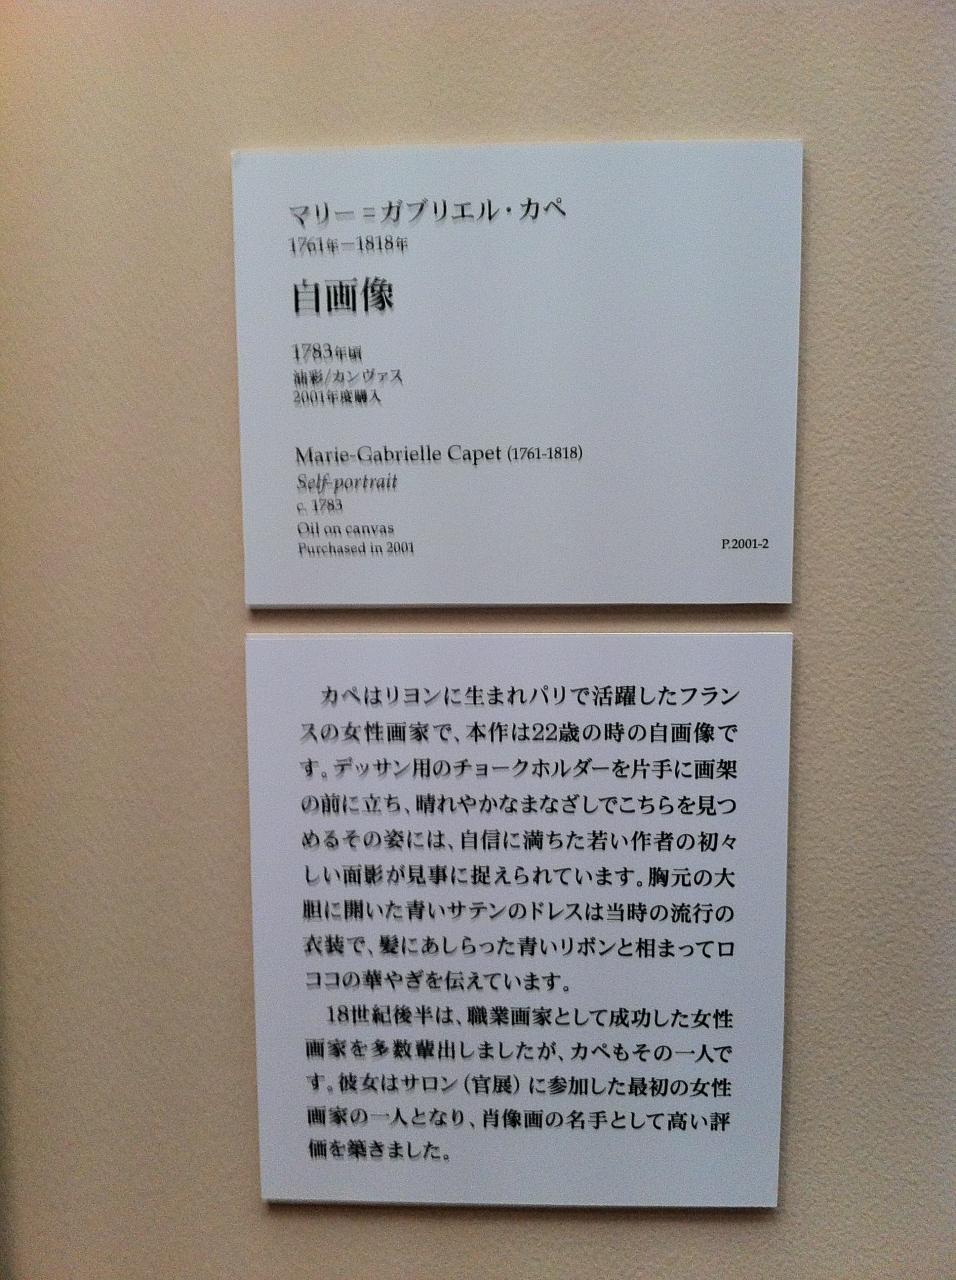 マリー=ガブリエル・カペ
1761年―1818年
自画像
1783年頃
油彩/カンヴァス
2001年度購入
Marie-Gabrielle Capet (1761-1818)
Self-portrait
c. 1783
Oil on canvas
Purchased in 2001
P.2001-2
カペはリヨンに生まれパリで活躍したフラン
スの女性画家で、本作は22歳の時の自画像で
す。デッサン用のチョークホルダーを片手に画架
の前に立ち、晴れやかなまなざしでこちらを見つ
めるその姿には、自信に満ちた若い作者の初々
しい面影が見事に捉えられています。胸元の大
胆に開いた青いサテンのドレスは当時の流行の
衣装で、髪にあしらった青いリボンと相まってロ
ココの華やぎを伝えています。
18世紀後半は、職業画家として成功した女性
画家を多数輩出しましたが、カペもその一人で
す。彼女はサロン(官展)に参加した最初の女性
画家の一人となり、肖像画の名手として高い評
価を築きました。